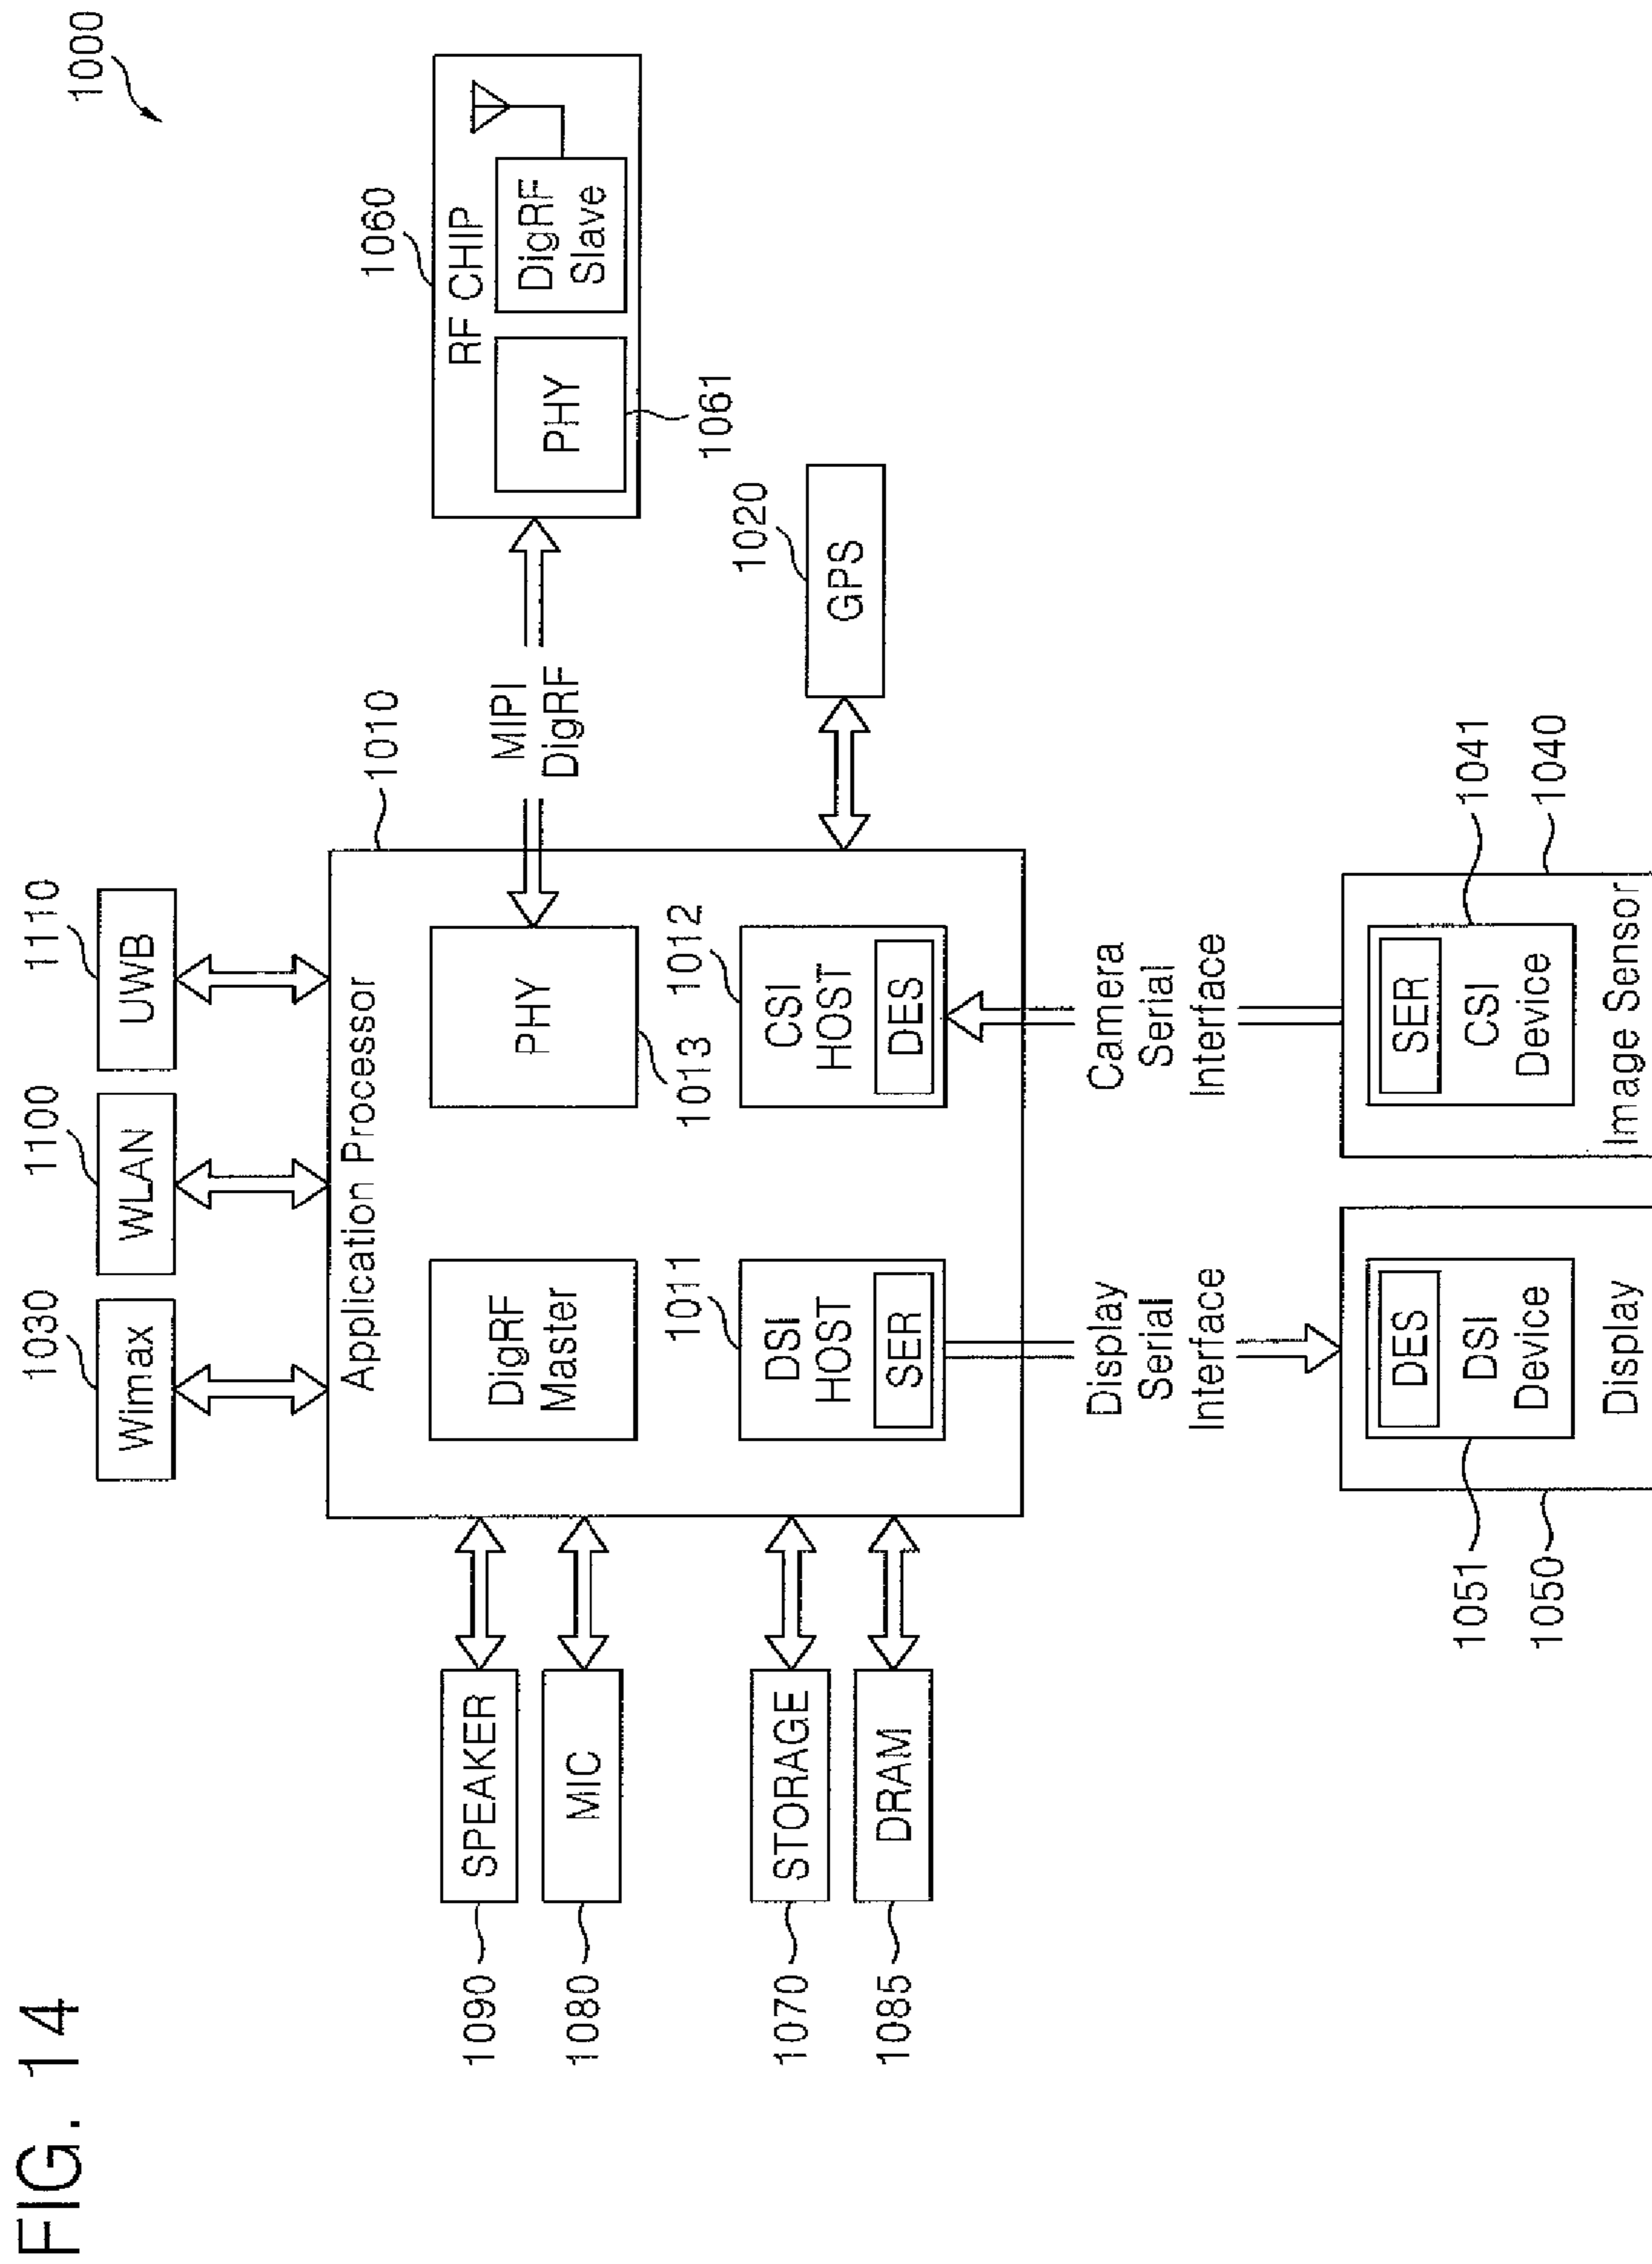 FIG. 14
1000
1030
1100
1110
Wimax
WLAN
UWB
1010
Application Processor
1060
RF CHIP
1090
SPEAKER
DigRF
Master
PHY
MIPI
DigRF
PHY
DigRF
Slave
1080
MIC
1013
1061
1011
1012
1020
1070
STORAGE
DSI
HOST
SER
CSI
HOST
DES
GPS
1085
DRAM
Display
Serial
Interface
Camera
Serial
Interface
1051
DES
DSI
Device
SER
CSI
Device
1041
1050
Display
Image Sensor
1040